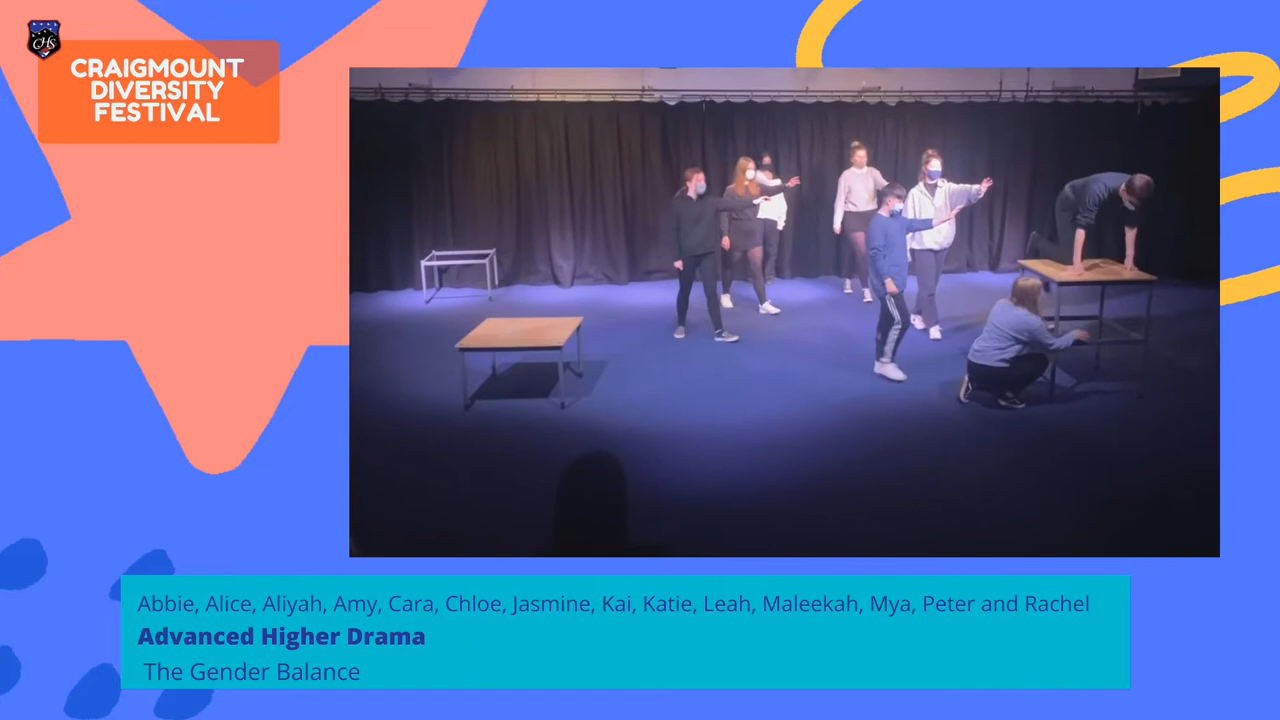 CHS
CRAIGMOUNT
DIVERSITY
FESTIVAL
Abbie, Alice, Aliyah, Amy, Cara, Chloe, Jasmine, Kai, Katie, Leah, Maleekah, Mya, Peter and Rachel
Advanced Higher Drama
The Gender Balance